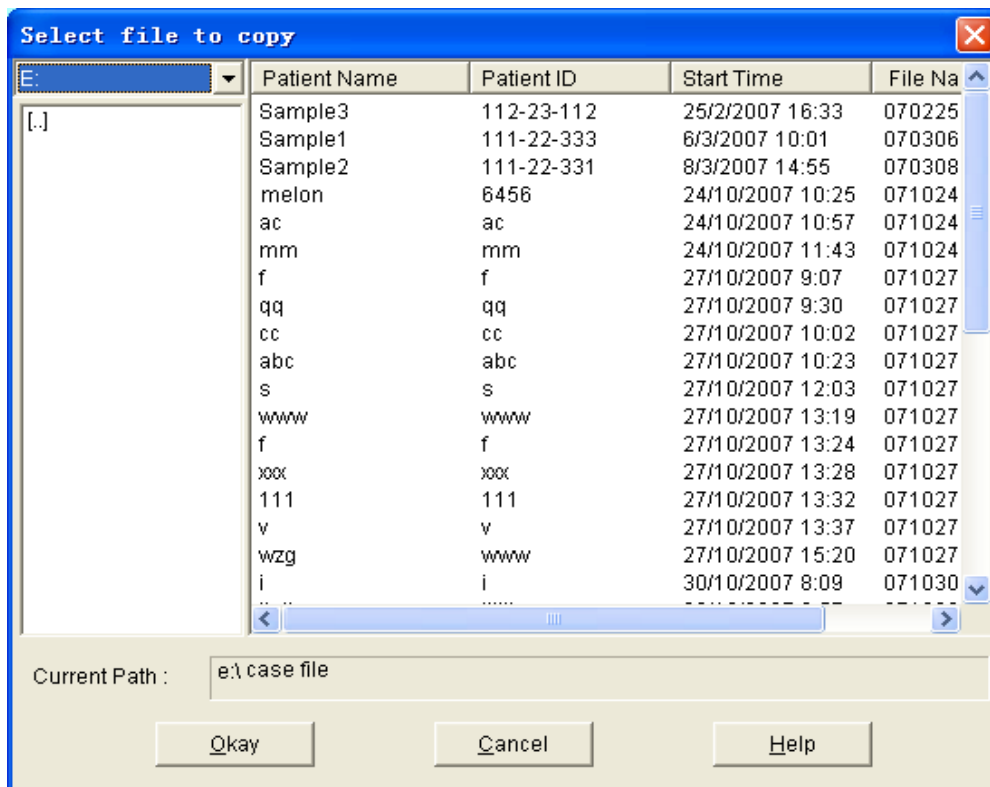 Select file to copy
E: Patient Name Patient ID Start Time File Na
[..]
Sample3 112-23-112 25/2/2007 16:33 070225
Sample1 111-22-333 6/3/2007 10:01 070306
Sample2 111-22-331 8/3/2007 14:55 070308
melon 6456 24/10/2007 10:25 071024
ac ac 24/10/2007 10:57 071024
mm mm 24/10/2007 11:43 071024
f f 27/10/2007 9:07 071027
qq qq 27/10/2007 9:30 071027
cc cc 27/10/2007 10:02 071027
abc abc 27/10/2007 10:23 071027
s s 27/10/2007 12:03 071027
www www 27/10/2007 13:19 071027
f f 27/10/2007 13:24 071027
xxx xxx 27/10/2007 13:28 071027
111 111 27/10/2007 13:32 071027
v v 27/10/2007 13:37 071027
wzg www 27/10/2007 15:20 071027
i i 30/10/2007 8:09 071030
Current Path : e:\ case file
Okay Cancel Help